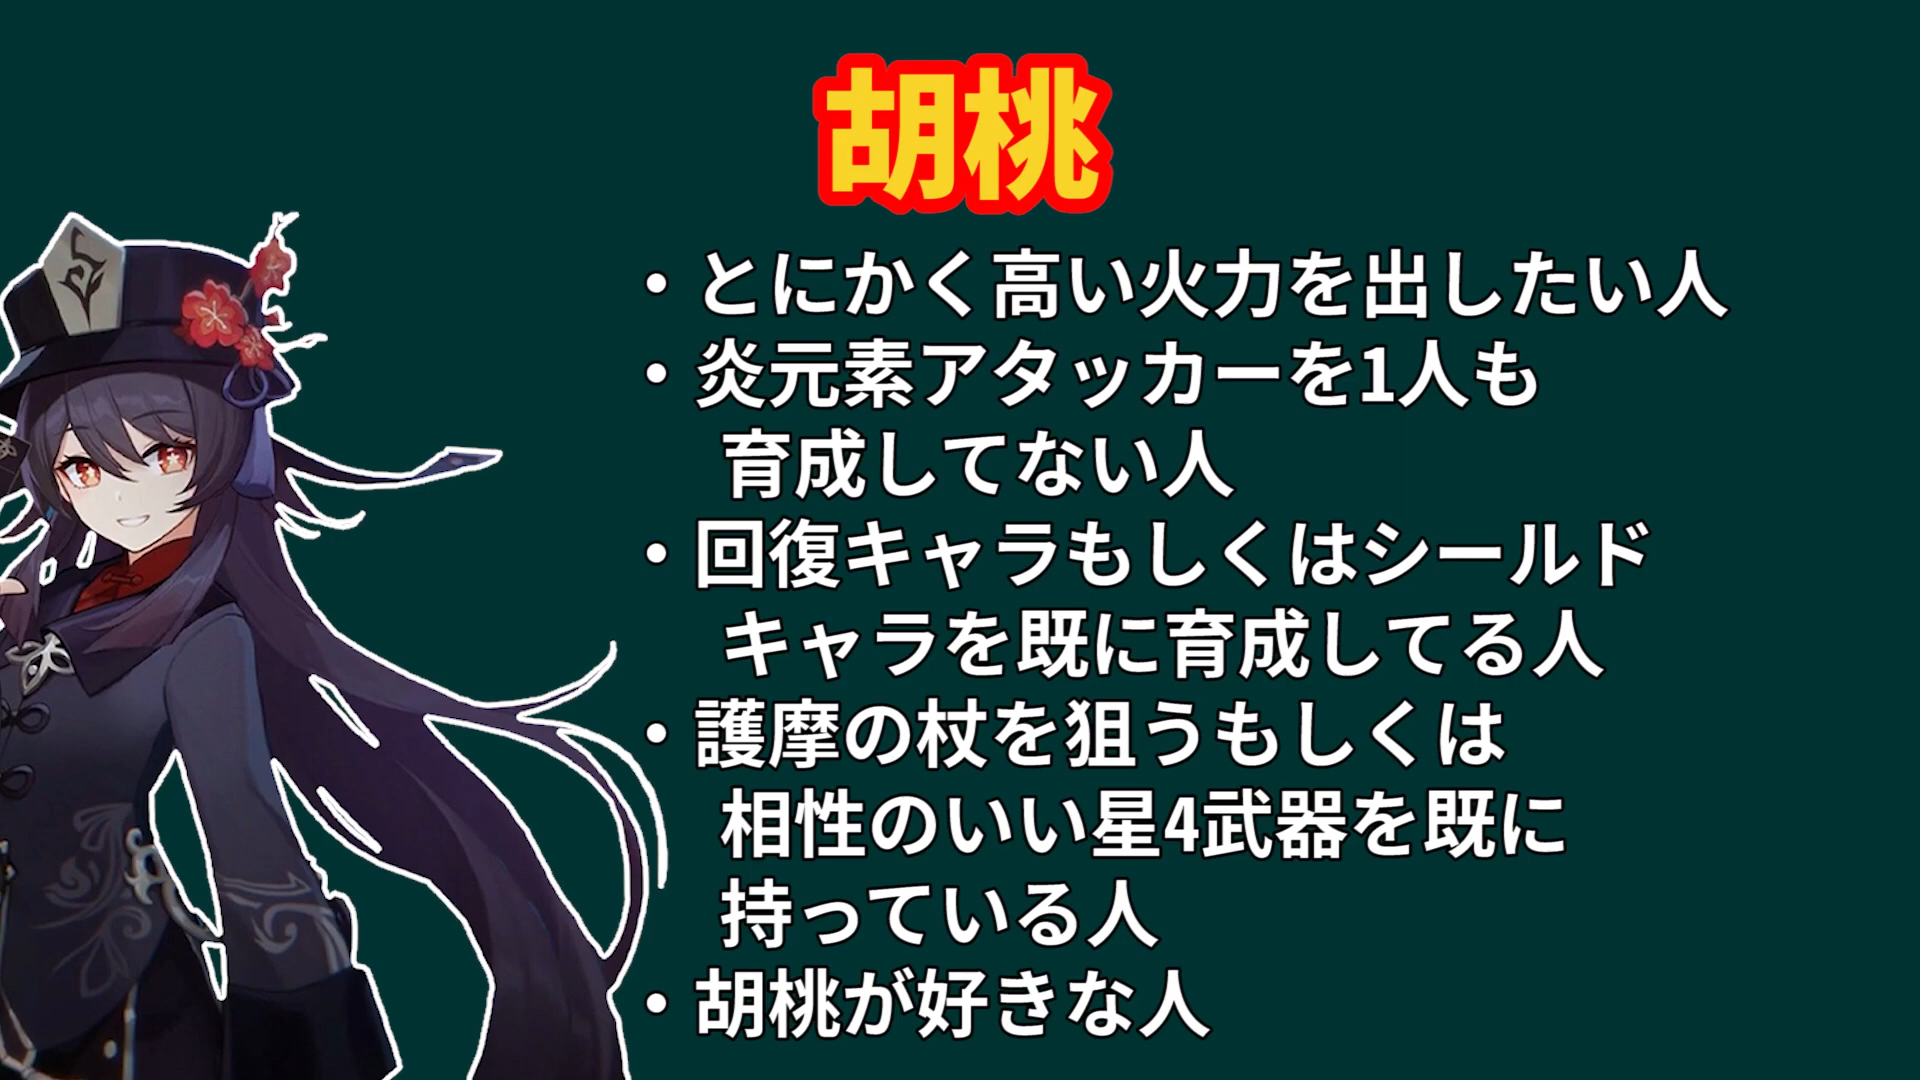 胡桃
・とにかく高い火力を出したい人
・炎元素アタッカーを1人も
育成してない人
・回復キャラもしくはシールド
キャラを既に育成してる人
・護摩の杖を狙うもしくは
相性のいい星4武器を既に
持っている人
・胡桃が好きな人